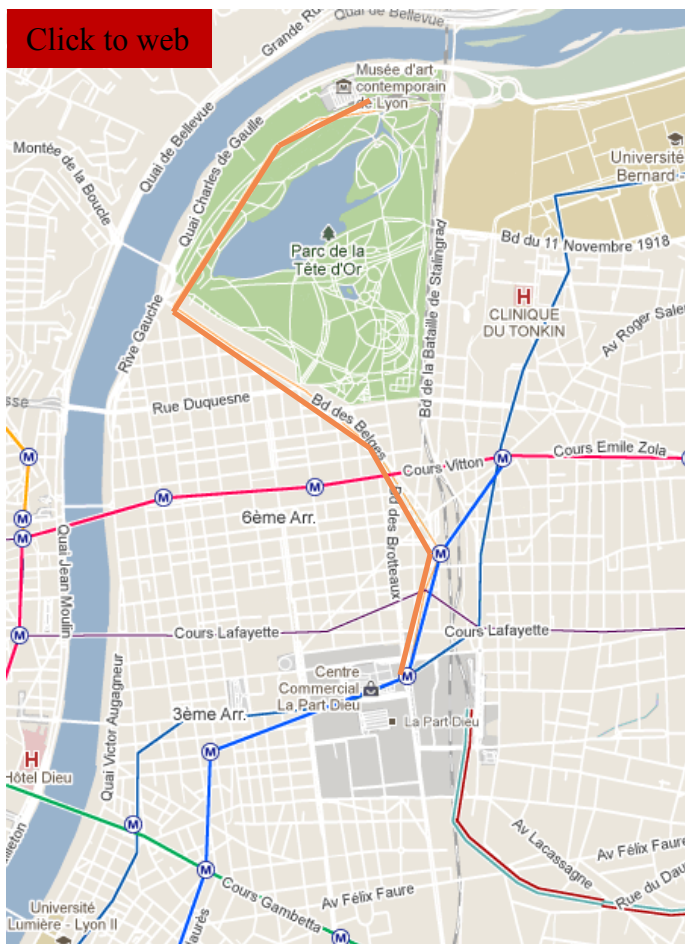 Click to web
Quai de Bellevue
Grande Ru
Musée d'art
contemporain
de Lyon
M
Quai de Bellevue
Quai Charles de Gaulle
Montée de la Boucle
Université
Bernard -
Parc de la
Tête d'Or
Bd de la Bataille de Stalingrad
Bd du 11 Novembre 1918
H
CLINIQUE
DU TONKIN
Av Roger Saler
Rive Gauche
Rue Duquesne
Bd des Belges
Cours Vitton
Cours Emile Zola
M
M
M
M
M
M
6ème Arr.
Bd des Brotteaux
M
Quai Jean Moulin
M
Cours Lafayette
Cours Lafayette
Centre
Commercial
La Part Dieu
M
La Part Dieu
3ème Arr.
Quai Victor Augagneur
M
H
Hôtel Dieu
M
Av Lacassagne
Av Félix Faure
M
Rue du Dau
Av Félix Faure
Cours Gambetta
Université
Lumière - Lyon II
Jaurès
M